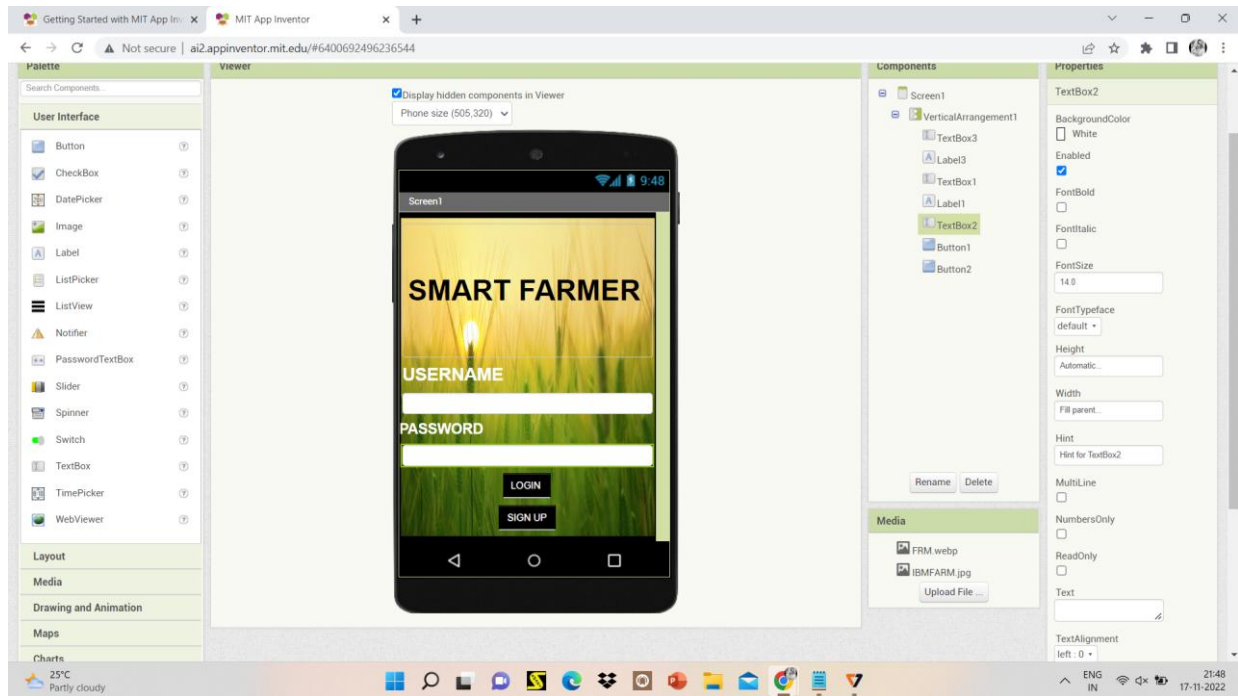 Getting Started with MIT App Inv
MIT App Inventor
Not secure | ai2.appinventor.mit.edu/#6400692496236544
Palette
Search Components...
User Interface
Button
CheckBox
DatePicker
Image
Label
ListPicker
ListView
Notifier
PasswordTextBox
Slider
Spinner
Switch
TextBox
TimePicker
WebViewer
Layout
Media
Drawing and Animation
Maps
Charts
Viewer
Display hidden components in Viewer
Phone size (505,320)
9:48
Screen1
SMART FARMER
USERNAME
PASSWORD
LOGIN
SIGN UP
Components
Screen1
VerticalArrangement1
TextBox3
Label3
TextBox1
Label1
TextBox2
Button1
Button2
Rename Delete
Media
FRM.webp
IBMFARM.jpg
Upload File ...
Properties
TextBox2
BackgroundColor
White
Enabled
FontBold
FontItalic
FontSize
14.0
FontTypeface
default
Height
Automatic...
Width
Fill parent...
Hint
Hint for TextBox2
MultiLine
NumbersOnly
ReadOnly
Text
TextAlignment
left : 0
25°C
Partly cloudy
ENG
IN
21:48
17-11-2022